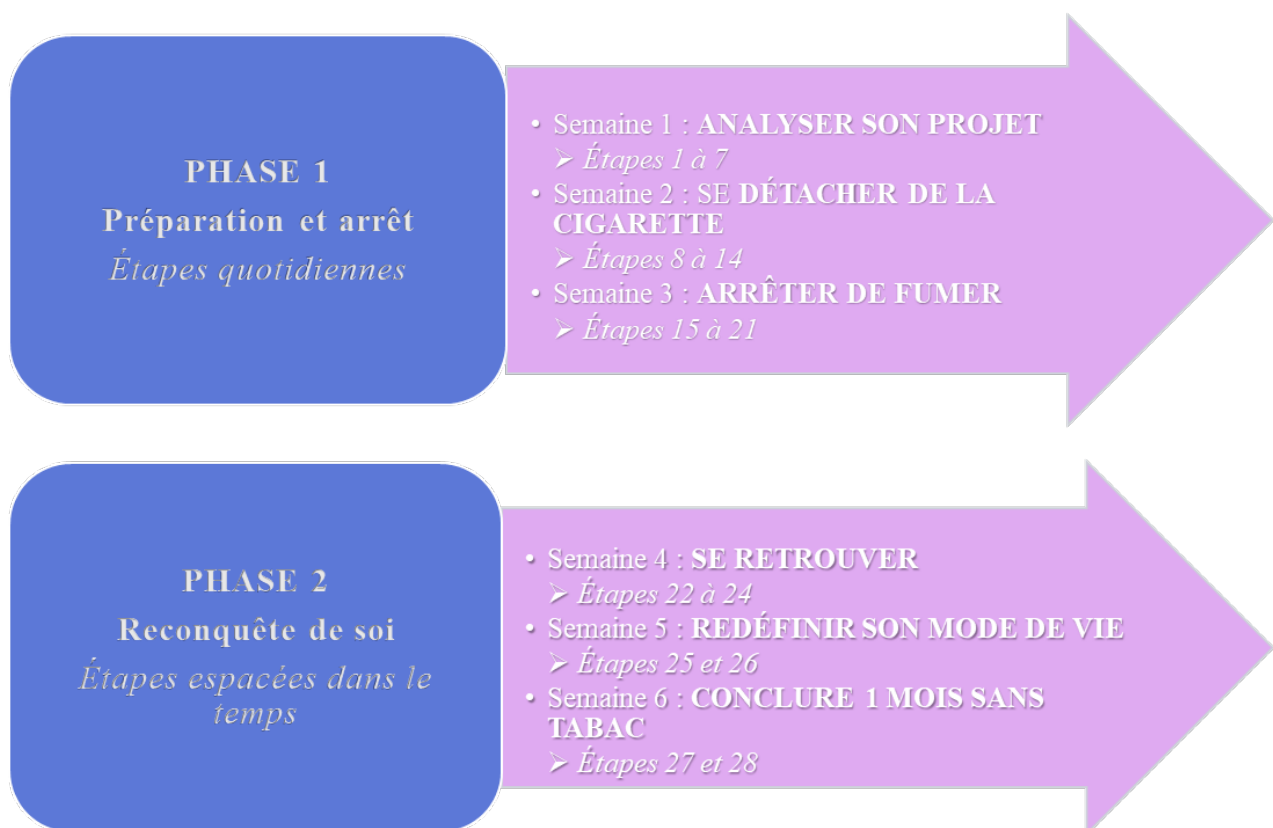 PHASE 1
Préparation et arrêt
Étapes quotidiennes
• Semaine 1 : ANALYSER SON PROJET
➢ Étapes 1 à 7
• Semaine 2 : SE DÉTACHER DE LA
CIGARETTE
➢ Étapes 8 à 14
• Semaine 3 : ARRÊTER DE FUMER
➢ Étapes 15 à 21
PHASE 2
Reconquête de soi
Étapes espacées dans le
temps
• Semaine 4 : SE RETROUVER
➢ Étapes 22 à 24
• Semaine 5 : REDÉFINIR SON MODE DE VIE
➢ Étapes 25 et 26
• Semaine 6 : CONCLURE 1 MOIS SANS
TABAC
➢ Étapes 27 et 28